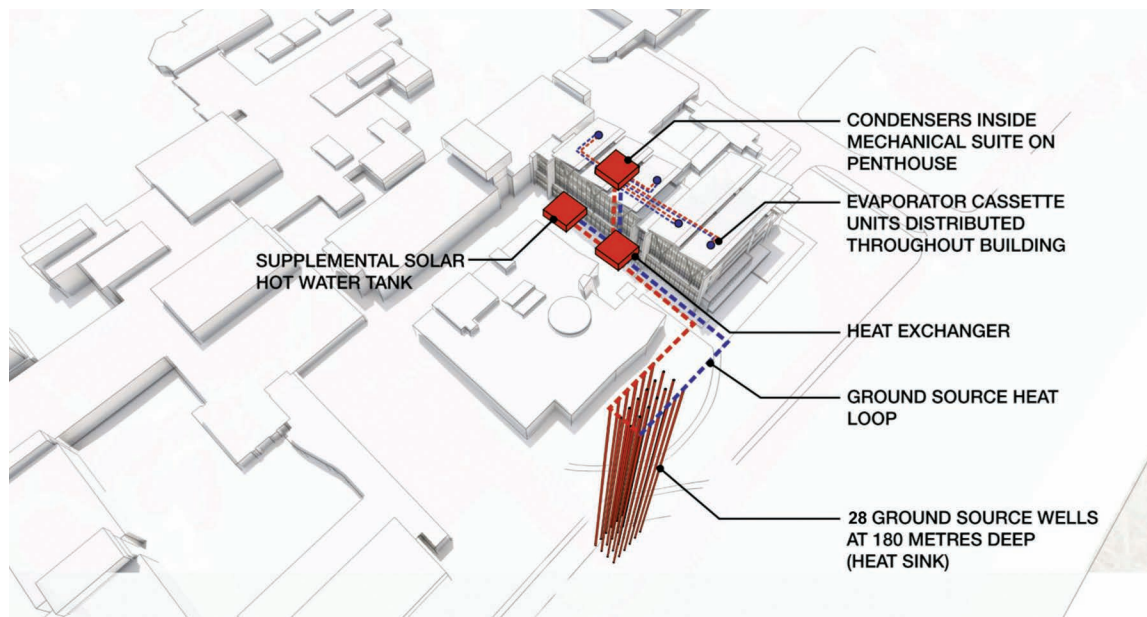 CONDENSERS INSIDE
MECHANICAL SUITE ON
PENTHOUSE
EVAPORATOR CASSETTE
UNITS DISTRIBUTED
THROUGHOUT BUILDING
SUPPLEMENTAL SOLAR
HOT WATER TANK
HEAT EXCHANGER
GROUND SOURCE HEAT
LOOP
28 GROUND SOURCE WELLS
AT 180 METRES DEEP
(HEAT SINK)